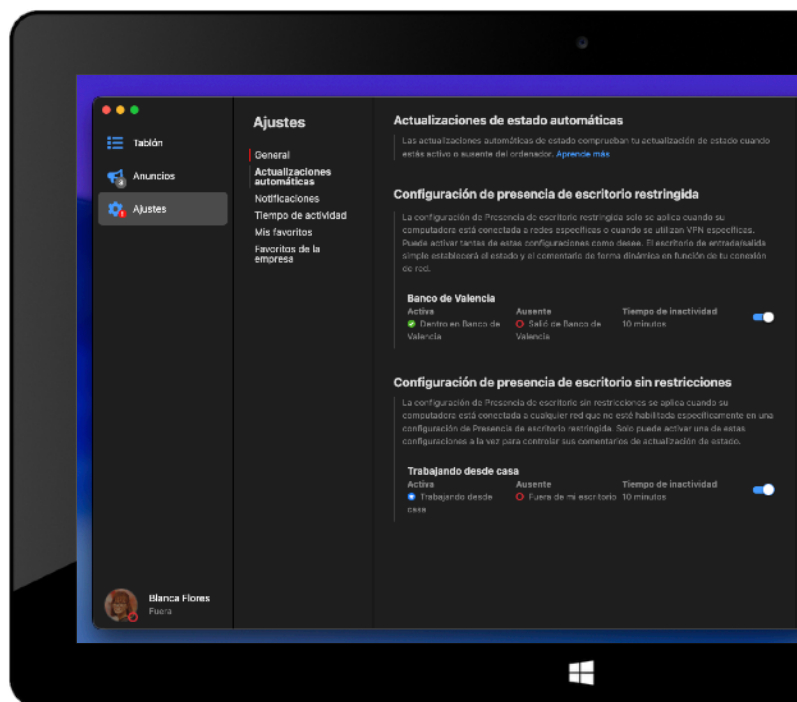 Tablón
Anuncios
Ajustes
Blanca Flores
Fuera
Ajustes
General
Actualizaciones
automáticas
Notificaciones
Tiempo de actividad
Mis favoritos
Favoritos de la
empresa
Actualizaciones de estado automáticas
Las actualizaciones automáticas de estado comprueban tu actualización de estado cuando
estás activo o ausente del ordenador. Aprende más
Configuración de presencia de escritorio restringida
La configuración de Presencia de escritorio restringida solo se aplica cuando su
computadora está conectada a redes específicas o cuando se utilizan VPN específicas.
Puede activar tantas de estas configuraciones como desee. El escritorio de entrada/salida
simple establecerá el estado y el comentario de forma dinámica en función de tu conexión
de red.
Banco de Valencia
Activa Ausente Tiempo de inactividad
Dentro en Banco de Salió de Banco de 10 minutos
Valencia Valencia
Configuración de presencia de escritorio sin restricciones
La configuración de Presencia de escritorio sin restricciones se aplica cuando su
computadora está conectada a cualquier red que no esté habilitada específicamente en una
configuración de Presencia de escritorio restringida. Solo puede activar una de estas
configuraciones a la vez para controlar sus comentarios de actualización de estado.
Trabajando desde casa
Activa Ausente Tiempo de inactividad
Trabajando desde Fuera de mi escritorio 10 minutos
casa